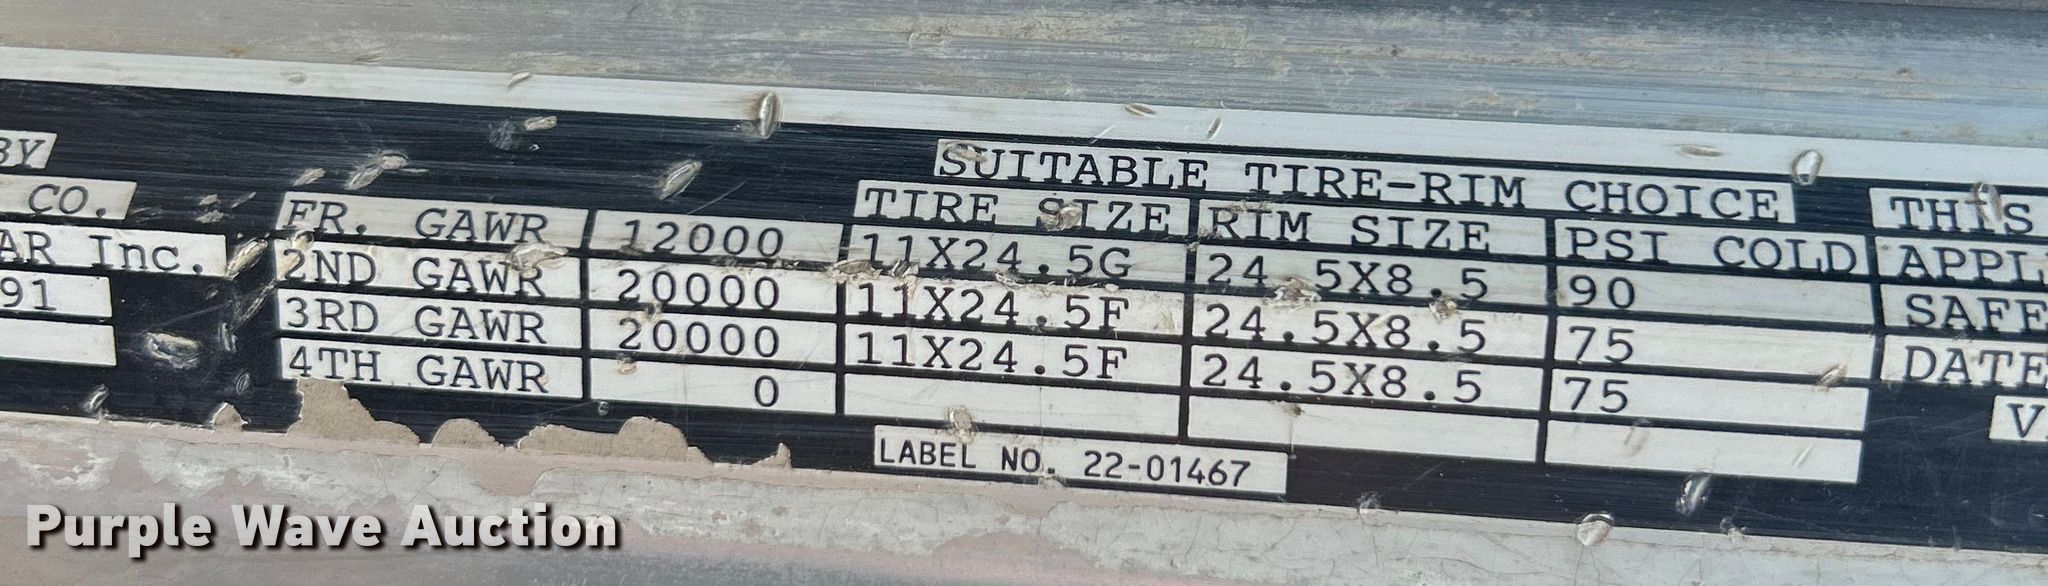 BY
CO.
AR Inc.
91
SUITABLE TIRE-RIM CHOICE
TIRE SIZE RIM SIZE PSI COLD
FR. GAWR 12000 11X24.5G 24.5X8.5 90
2ND GAWR 20000 11X24.5F 24.5X8.5 75
3RD GAWR 20000 11X24.5F 24.5X8.5 75
4TH GAWR 0
LABEL NO. 22-01467
THIS
APPL
SAFE
DATE
V
Purple Wave Auction